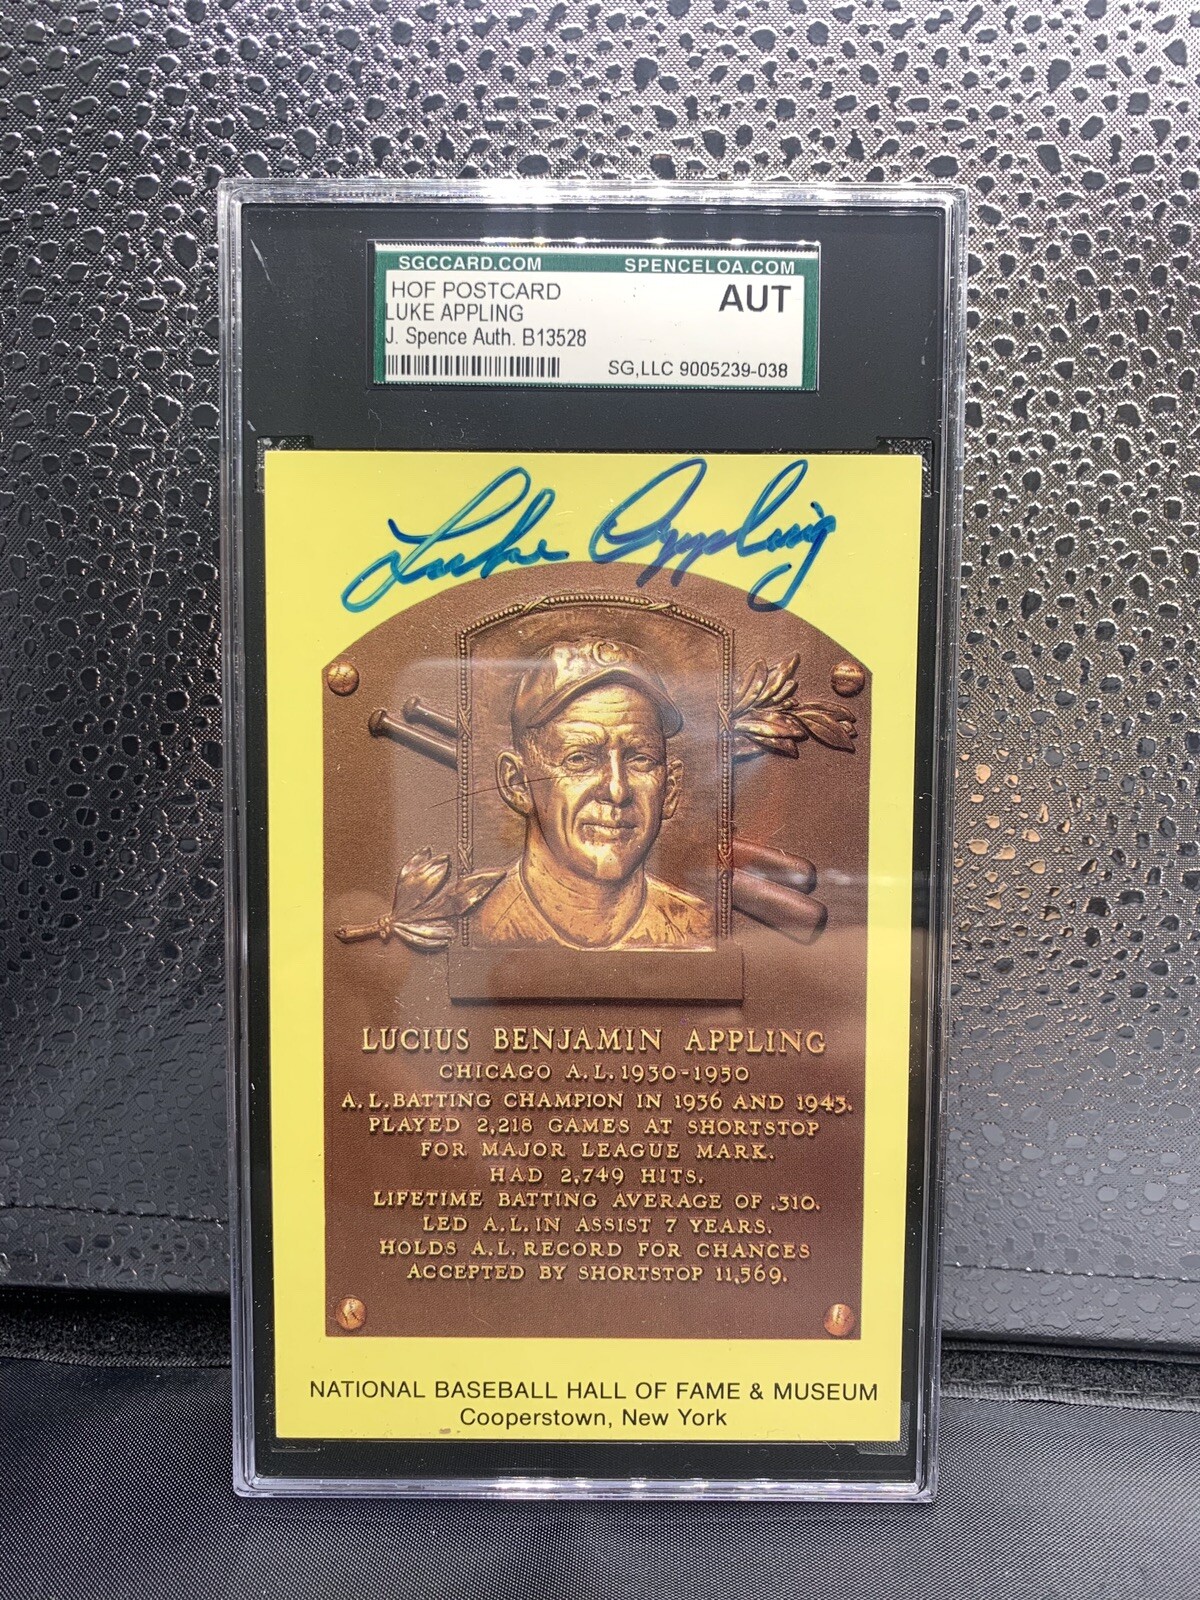 SGCCARD.COM SPENCELOA.COM
HOF POSTCARD AUT
LUKE APPLING
J. Spence Auth. B13528
SG,LLC 9005239-038
Luke Appling
C
LUCIUS BENJAMIN APPLING
CHICAGO A.L. 1930-1950
A.L. BATTING CHAMPION IN 1936 AND 1943.
PLAYED 2,218 GAMES AT SHORTSTOP
FOR MAJOR LEAGUE MARK.
HAD 2,749 HITS.
LIFETIME BATTING AVERAGE OF .310.
LED A.L. IN ASSIST 7 YEARS.
HOLDS A.L. RECORD FOR CHANCES
ACCEPTED BY SHORTSTOP 11,569.
NATIONAL BASEBALL HALL OF FAME & MUSEUM
Cooperstown, New York